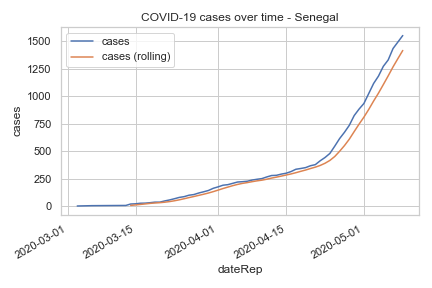 COVID-19 cases over time - Senegal
cases
cases (rolling)
1500
1250
1000
750
500
250
0
cases
2020-03-01
2020-03-15
2020-04-01
2020-04-15
2020-05-01
dateRep